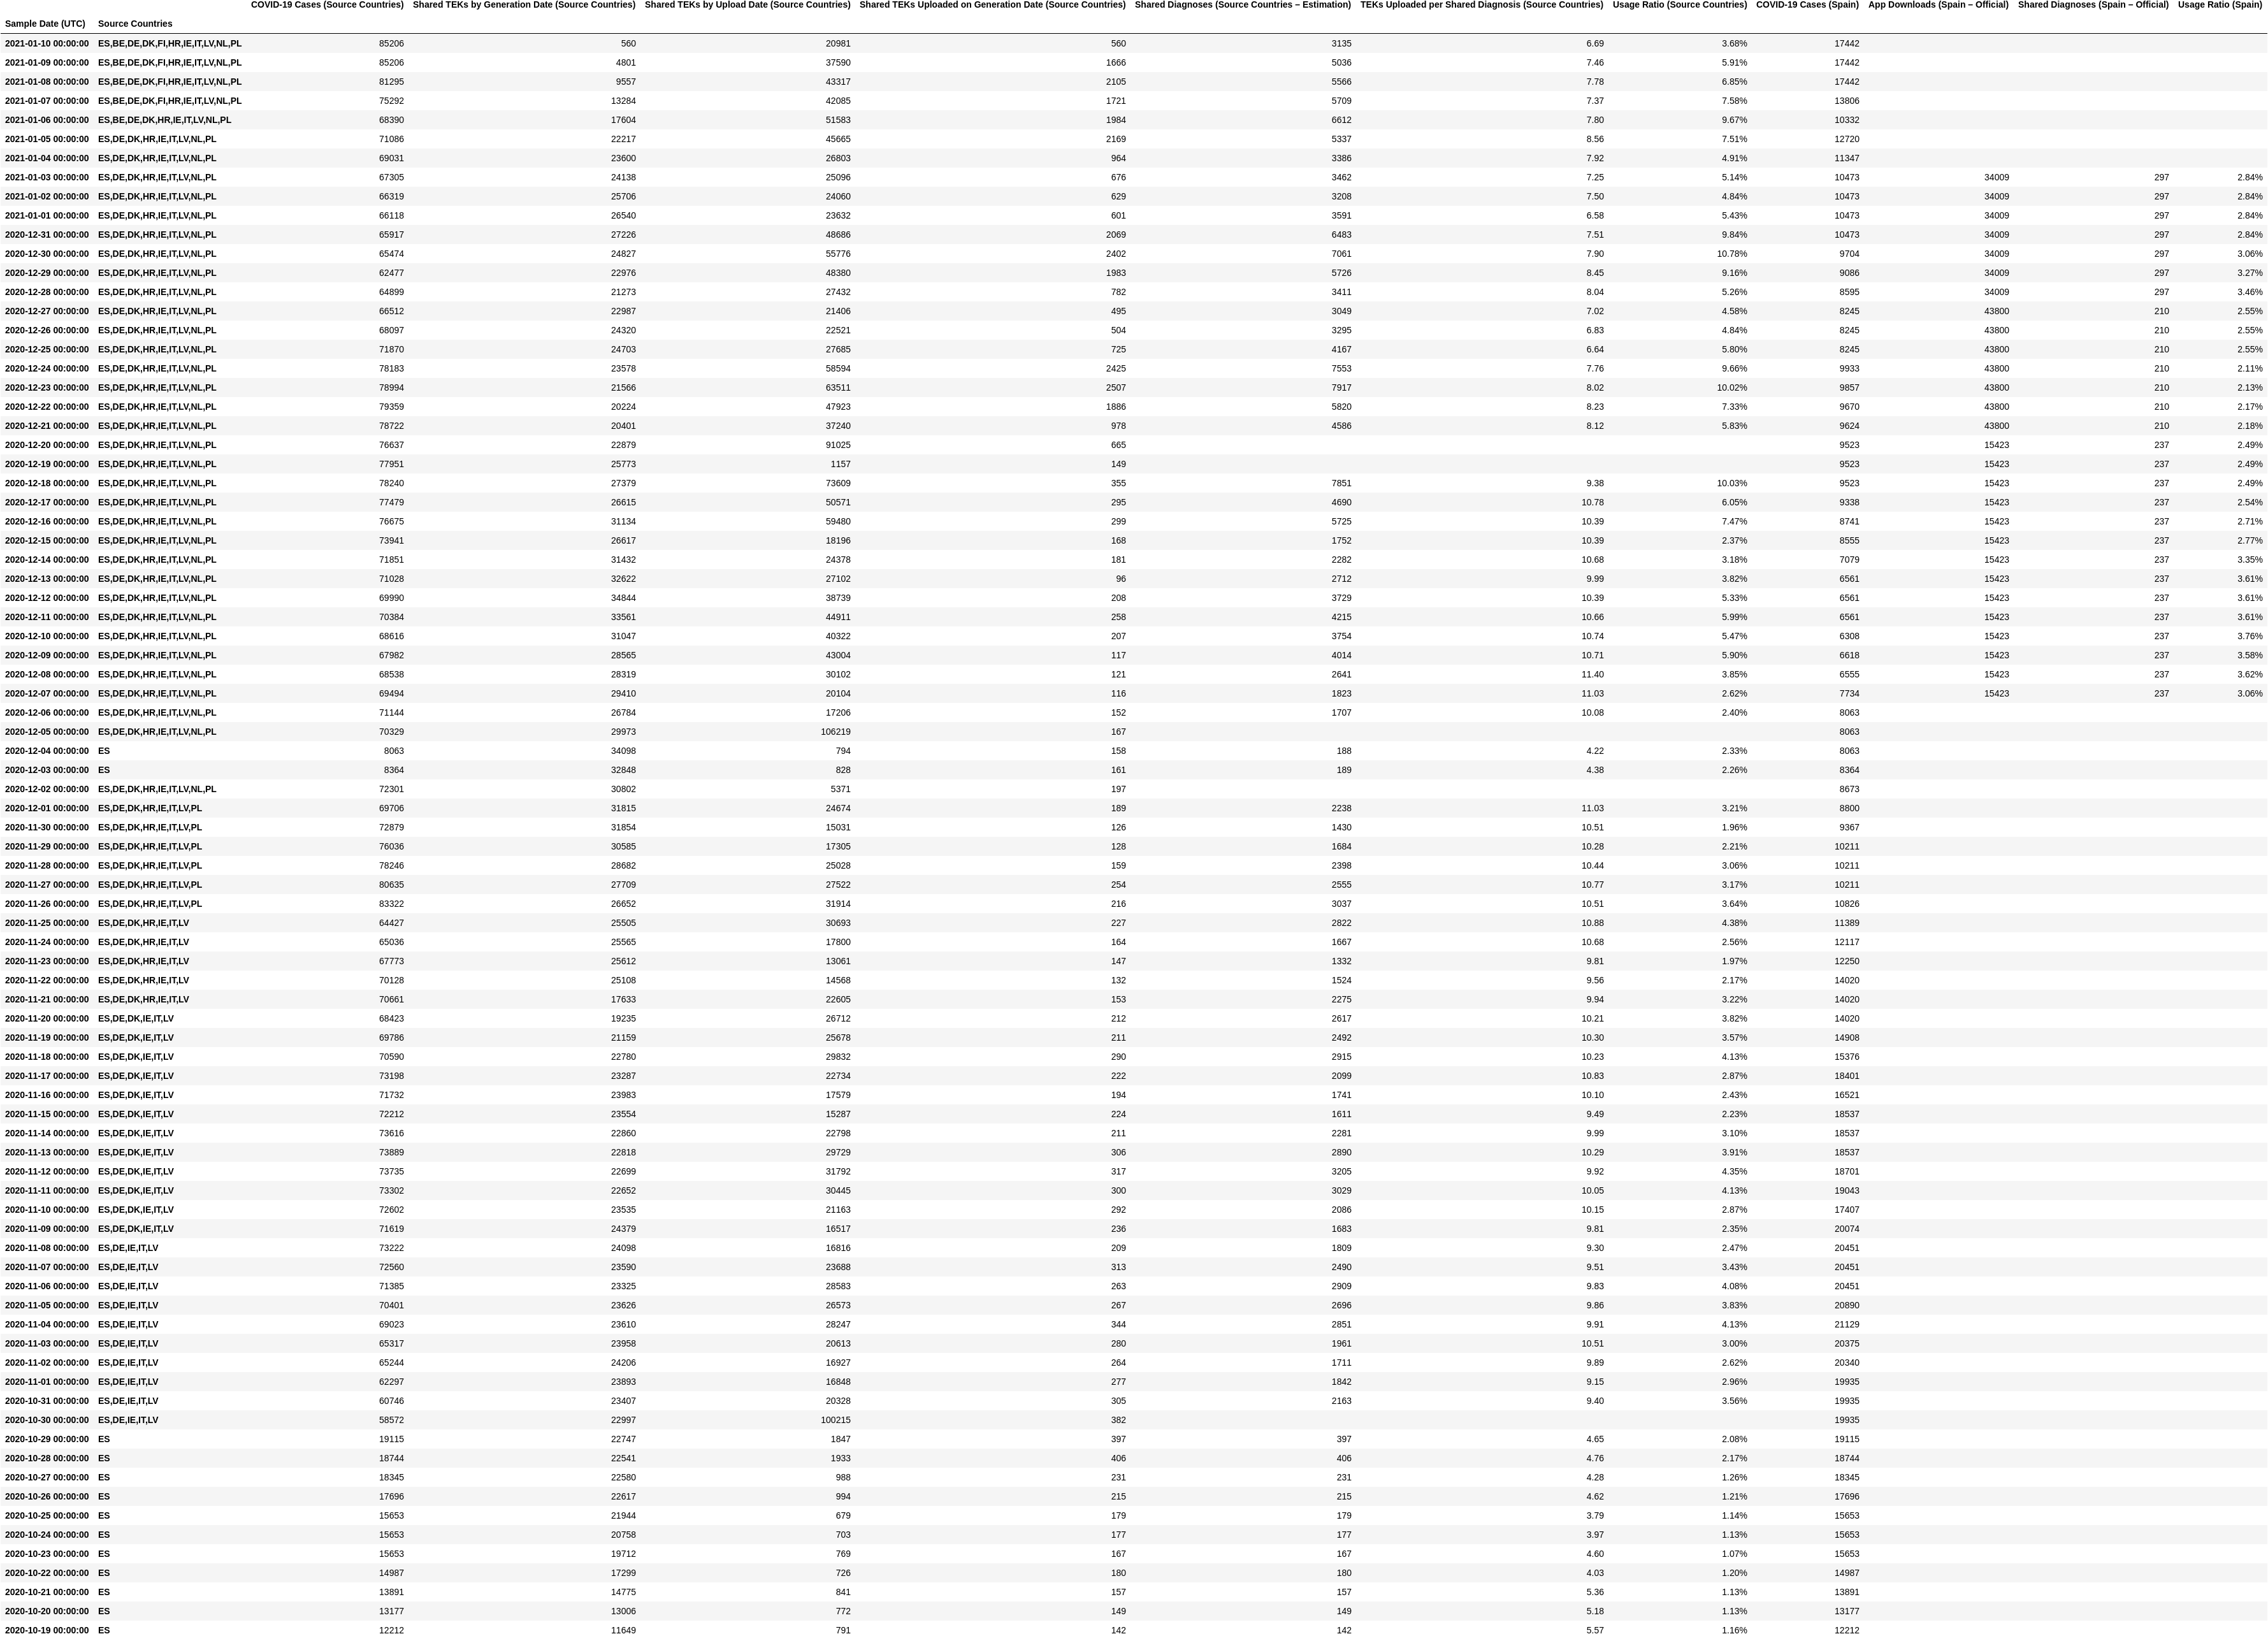 COVID-19 Cases (Source Countries) Shared TEKs by Generation Date (Source Countries) Shared TEKs by Upload Date (Source Countries) Shared TEKs Uploaded on Generation Date (Source Countries) Shared Diagnoses (Source Countries – Estimation) TEKs Uploaded per Shared Diagnosis (Source Countries) Usage Ratio (Source Countries) COVID-19 Cases (Spain) App Downloads (Spain – Official) Shared Diagnoses (Spain – Official) Usage Ratio (Spain)
Sample Date (UTC) Source Countries
2021-01-10 00:00:00 ES,BE,DE,DK,FI,HR,IE,IT,LV,NL,PL 85206 560 20981 560 3135 6.69 3.68% 17442
2021-01-09 00:00:00 ES,BE,DE,DK,FI,HR,IE,IT,LV,NL,PL 85206 4801 37590 1666 5036 7.46 5.91% 17442
2021-01-08 00:00:00 ES,BE,DE,DK,FI,HR,IE,IT,LV,NL,PL 81295 9557 43317 2105 5566 7.78 6.85% 17442
2021-01-07 00:00:00 ES,BE,DE,DK,FI,HR,IE,IT,LV,NL,PL 75292 13284 42085 1721 5709 7.37 7.58% 13806
2021-01-06 00:00:00 ES,BE,DE,DK,HR,IE,IT,LV,NL,PL 68390 17604 51583 1984 6612 7.80 9.67% 10332
2021-01-05 00:00:00 ES,DE,DK,HR,IE,IT,LV,NL,PL 71086 22217 45665 2169 5337 8.56 7.51% 12720
2021-01-04 00:00:00 ES,DE,DK,HR,IE,IT,LV,NL,PL 69031 23600 26803 964 3386 7.92 4.91% 11347
2021-01-03 00:00:00 ES,DE,DK,HR,IE,IT,LV,NL,PL 67305 24138 25096 676 3462 7.25 5.14% 10473 34009 297 2.84%
2021-01-02 00:00:00 ES,DE,DK,HR,IE,IT,LV,NL,PL 66319 25706 24060 629 3208 7.50 4.84% 10473 34009 297 2.84%
2021-01-01 00:00:00 ES,DE,DK,HR,IE,IT,LV,NL,PL 66118 26540 23632 601 3591 6.58 5.43% 10473 34009 297 2.84%
2020-12-31 00:00:00 ES,DE,DK,HR,IE,IT,LV,NL,PL 65917 27226 48686 2069 6483 7.51 9.84% 10473 34009 297 2.84%
2020-12-30 00:00:00 ES,DE,DK,HR,IE,IT,LV,NL,PL 65474 24827 55776 2402 7061 7.90 10.78% 9704 34009 297 3.06%
2020-12-29 00:00:00 ES,DE,DK,HR,IE,IT,LV,NL,PL 62477 22976 48380 1983 5726 8.45 9.16% 9086 34009 297 3.27%
2020-12-28 00:00:00 ES,DE,DK,HR,IE,IT,LV,NL,PL 64899 21273 27432 782 3411 8.04 5.26% 8595 34009 297 3.46%
2020-12-27 00:00:00 ES,DE,DK,HR,IE,IT,LV,NL,PL 66512 22987 21406 495 3049 7.02 4.58% 8245 43800 210 2.55%
2020-12-26 00:00:00 ES,DE,DK,HR,IE,IT,LV,NL,PL 68097 24320 22521 504 3295 6.83 4.84% 8245 43800 210 2.55%
2020-12-25 00:00:00 ES,DE,DK,HR,IE,IT,LV,NL,PL 71870 24703 27685 725 4167 6.64 5.80% 8245 43800 210 2.55%
2020-12-24 00:00:00 ES,DE,DK,HR,IE,IT,LV,NL,PL 78183 23578 58594 2425 7553 7.76 9.66% 9933 43800 210 2.11%
2020-12-23 00:00:00 ES,DE,DK,HR,IE,IT,LV,NL,PL 78994 21566 63511 2507 7917 8.02 10.02% 9857 43800 210 2.13%
2020-12-22 00:00:00 ES,DE,DK,HR,IE,IT,LV,NL,PL 79359 20224 47923 1886 5820 8.23 7.33% 9670 43800 210 2.17%
2020-12-21 00:00:00 ES,DE,DK,HR,IE,IT,LV,NL,PL 78722 20401 37240 978 4586 8.12 5.83% 9624 43800 210 2.18%
2020-12-20 00:00:00 ES,DE,DK,HR,IE,IT,LV,NL,PL 76637 22879 91025 665 9523 15423 237 2.49%
2020-12-19 00:00:00 ES,DE,DK,HR,IE,IT,LV,NL,PL 77951 25773 1157 149 9523 15423 237 2.49%
2020-12-18 00:00:00 ES,DE,DK,HR,IE,IT,LV,NL,PL 78240 27379 73609 355 7851 9.38 10.03% 9523 15423 237 2.49%
2020-12-17 00:00:00 ES,DE,DK,HR,IE,IT,LV,NL,PL 77479 26615 50571 295 4690 10.78 6.05% 9338 15423 237 2.54%
2020-12-16 00:00:00 ES,DE,DK,HR,IE,IT,LV,NL,PL 76675 31134 59480 299 5725 10.39 7.47% 8741 15423 237 2.71%
2020-12-15 00:00:00 ES,DE,DK,HR,IE,IT,LV,NL,PL 73941 26617 18196 168 1752 10.39 2.37% 8555 15423 237 2.77%
2020-12-14 00:00:00 ES,DE,DK,HR,IE,IT,LV,NL,PL 71851 31432 24378 181 2282 10.68 3.18% 7079 15423 237 3.35%
2020-12-13 00:00:00 ES,DE,DK,HR,IE,IT,LV,NL,PL 71028 32622 27102 96 2712 9.99 3.82% 6561 15423 237 3.61%
2020-12-12 00:00:00 ES,DE,DK,HR,IE,IT,LV,NL,PL 69990 34844 38739 208 3729 10.39 5.33% 6561 15423 237 3.61%
2020-12-11 00:00:00 ES,DE,DK,HR,IE,IT,LV,NL,PL 70384 33561 44911 258 4215 10.66 5.99% 6561 15423 237 3.61%
2020-12-10 00:00:00 ES,DE,DK,HR,IE,IT,LV,NL,PL 68616 31047 40322 207 3754 10.74 5.47% 6308 15423 237 3.76%
2020-12-09 00:00:00 ES,DE,DK,HR,IE,IT,LV,NL,PL 67982 28565 43004 117 4014 10.71 5.90% 6618 15423 237 3.58%
2020-12-08 00:00:00 ES,DE,DK,HR,IE,IT,LV,NL,PL 68538 28319 30102 121 2641 11.40 3.85% 6555 15423 237 3.62%
2020-12-07 00:00:00 ES,DE,DK,HR,IE,IT,LV,NL,PL 69494 29410 20104 116 1823 11.03 2.62% 7734 15423 237 3.06%
2020-12-06 00:00:00 ES,DE,DK,HR,IE,IT,LV,NL,PL 71144 26784 17206 152 1707 10.08 2.40% 8063
2020-12-05 00:00:00 ES,DE,DK,HR,IE,IT,LV,NL,PL 70329 29973 106219 167 8063
2020-12-04 00:00:00 ES 8063 34098 794 158 188 4.22 2.33% 8063
2020-12-03 00:00:00 ES 8364 32848 828 161 189 4.38 2.26% 8364
2020-12-02 00:00:00 ES,DE,DK,HR,IE,IT,LV,NL,PL 72301 30802 5371 197 8673
2020-12-01 00:00:00 ES,DE,DK,HR,IE,IT,LV,PL 69706 31815 24674 189 2238 11.03 3.21% 8800
2020-11-30 00:00:00 ES,DE,DK,HR,IE,IT,LV,PL 72879 31854 15031 126 1430 10.51 1.96% 9367
2020-11-29 00:00:00 ES,DE,DK,HR,IE,IT,LV,PL 76036 30585 17305 128 1684 10.28 2.21% 10211
2020-11-28 00:00:00 ES,DE,DK,HR,IE,IT,LV,PL 78246 28682 25028 159 2398 10.44 3.06% 10211
2020-11-27 00:00:00 ES,DE,DK,HR,IE,IT,LV,PL 80635 27709 27522 254 2555 10.77 3.17% 10211
2020-11-26 00:00:00 ES,DE,DK,HR,IE,IT,LV,PL 83322 26652 31914 216 3037 10.51 3.64% 10826
2020-11-25 00:00:00 ES,DE,DK,HR,IE,IT,LV 64427 25505 30693 227 2822 10.88 4.38% 11389
2020-11-24 00:00:00 ES,DE,DK,HR,IE,IT,LV 65036 25565 17800 164 1667 10.68 2.56% 12117
2020-11-23 00:00:00 ES,DE,DK,HR,IE,IT,LV 67773 25612 13061 147 1332 9.81 1.97% 12250
2020-11-22 00:00:00 ES,DE,DK,HR,IE,IT,LV 70128 25108 14568 132 1524 9.56 2.17% 14020
2020-11-21 00:00:00 ES,DE,DK,HR,IE,IT,LV 70661 17633 22605 153 2275 9.94 3.22% 14020
2020-11-20 00:00:00 ES,DE,DK,IE,IT,LV 68423 19235 26712 212 2617 10.21 3.82% 14020
2020-11-19 00:00:00 ES,DE,DK,IE,IT,LV 69786 21159 25678 211 2492 10.30 3.57% 14908
2020-11-18 00:00:00 ES,DE,DK,IE,IT,LV 70590 22780 29832 290 2915 10.23 4.13% 15376
2020-11-17 00:00:00 ES,DE,DK,IE,IT,LV 73198 23287 22734 222 2099 10.83 2.87% 18401
2020-11-16 00:00:00 ES,DE,DK,IE,IT,LV 71732 23983 17579 194 1741 10.10 2.43% 16521
2020-11-15 00:00:00 ES,DE,DK,IE,IT,LV 72212 23554 15287 224 1611 9.49 2.23% 18537
2020-11-14 00:00:00 ES,DE,DK,IE,IT,LV 73616 22860 22798 211 2281 9.99 3.10% 18537
2020-11-13 00:00:00 ES,DE,DK,IE,IT,LV 73889 22818 29729 306 2890 10.29 3.91% 18537
2020-11-12 00:00:00 ES,DE,DK,IE,IT,LV 73735 22699 31792 317 3205 9.92 4.35% 18701
2020-11-11 00:00:00 ES,DE,DK,IE,IT,LV 73302 22652 30445 300 3029 10.05 4.13% 19043
2020-11-10 00:00:00 ES,DE,DK,IE,IT,LV 72602 23535 21163 292 2086 10.15 2.87% 17407
2020-11-09 00:00:00 ES,DE,DK,IE,IT,LV 71619 24379 16517 236 1683 9.81 2.35% 20074
2020-11-08 00:00:00 ES,DE,IE,IT,LV 73222 24098 16816 209 1809 9.30 2.47% 20451
2020-11-07 00:00:00 ES,DE,IE,IT,LV 72560 23590 23688 313 2490 9.51 3.43% 20451
2020-11-06 00:00:00 ES,DE,IE,IT,LV 71385 23325 28583 263 2909 9.83 4.08% 20451
2020-11-05 00:00:00 ES,DE,IE,IT,LV 70401 23626 26573 267 2696 9.86 3.83% 20890
2020-11-04 00:00:00 ES,DE,IE,IT,LV 69023 23610 28247 344 2851 9.91 4.13% 21129
2020-11-03 00:00:00 ES,DE,IE,IT,LV 65317 23958 20613 280 1961 10.51 3.00% 20375
2020-11-02 00:00:00 ES,DE,IE,IT,LV 65244 24206 16927 264 1711 9.89 2.62% 20340
2020-11-01 00:00:00 ES,DE,IE,IT,LV 62297 23893 16848 277 1842 9.15 2.96% 19935
2020-10-31 00:00:00 ES,DE,IE,IT,LV 60746 23407 20328 305 2163 9.40 3.56% 19935
2020-10-30 00:00:00 ES,DE,IE,IT,LV 58572 22997 100215 382 19935
2020-10-29 00:00:00 ES 19115 22747 1847 397 397 4.65 2.08% 19115
2020-10-28 00:00:00 ES 18744 22541 1933 406 406 4.76 2.17% 18744
2020-10-27 00:00:00 ES 18345 22580 988 231 231 4.28 1.26% 18345
2020-10-26 00:00:00 ES 17696 22617 994 215 215 4.62 1.21% 17696
2020-10-25 00:00:00 ES 15653 21944 679 179 179 3.79 1.14% 15653
2020-10-24 00:00:00 ES 15653 20758 703 177 177 3.97 1.13% 15653
2020-10-23 00:00:00 ES 15653 19712 769 167 167 4.60 1.07% 15653
2020-10-22 00:00:00 ES 14987 17299 726 180 180 4.03 1.20% 14987
2020-10-21 00:00:00 ES 13891 14775 841 157 157 5.36 1.13% 13891
2020-10-20 00:00:00 ES 13177 13006 772 149 149 5.18 1.13% 13177
2020-10-19 00:00:00 ES 12212 11649 791 142 142 5.57 1.16% 12212